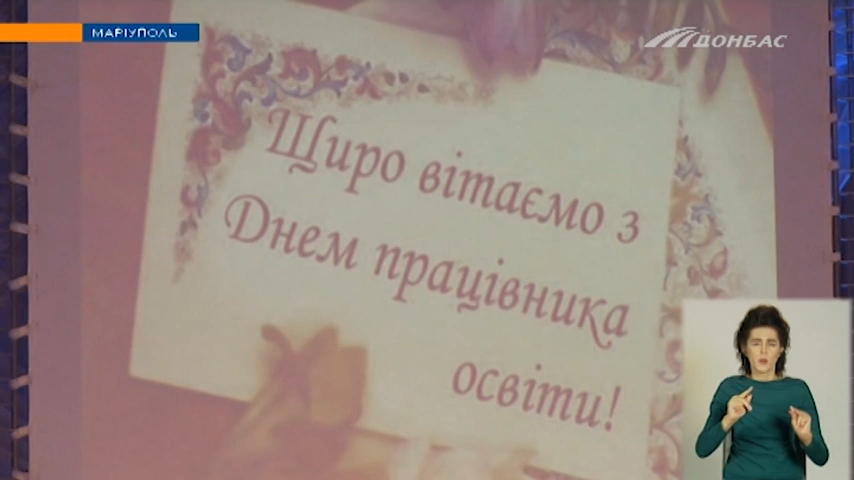 МАРІУПОЛЬ
ДОНБАС
Щиро вітаємо з
Днем працівника
освіти!